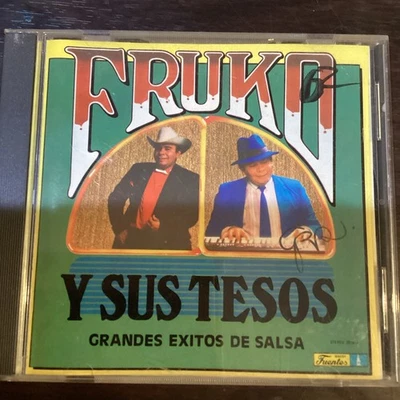 FRUKO
Y SUS TESOS
GRANDES EXITOS DE SALSA
Fuentes